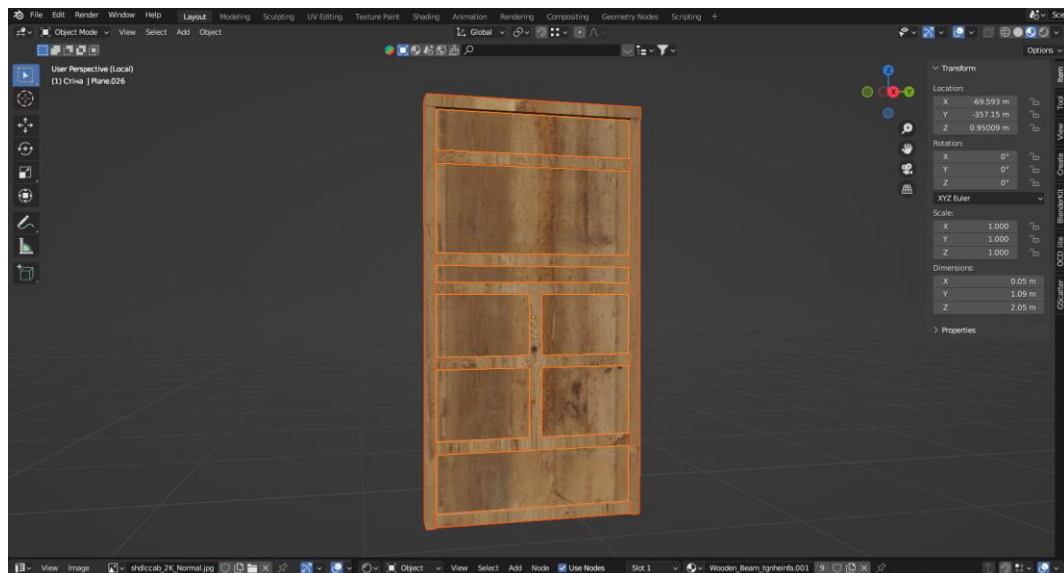 File Edit Render Window Help Layout Modeling Sculpting UV Editing Texture Paint Shading Animation Rendering Compositing Geometry Nodes Scripting + Sce
Object Mode View Select Add Object Global
Options
User Perspective (Local)
(1) Стіна | Plane.026
Z
X
Y
Transform
Location:
X -69.593 m
Y -357.15 m
Z 0.95009 m
Rotation:
X 0°
Y 0°
Z 0°
XYZ Euler
Scale:
X 1.000
Y 1.000
Z 1.000
Dimensions:
X 0.05 m
Y 1.09 m
Z 2.05 m
Properties
Item
Tool
View
Create
BlenderKit
OCD lite
GScatter
View Image shdlccab_2K_Normal.jpg Object View Select Add Node Use Nodes Slot 1 Wooden_Beam_tgnheinfa.001 9